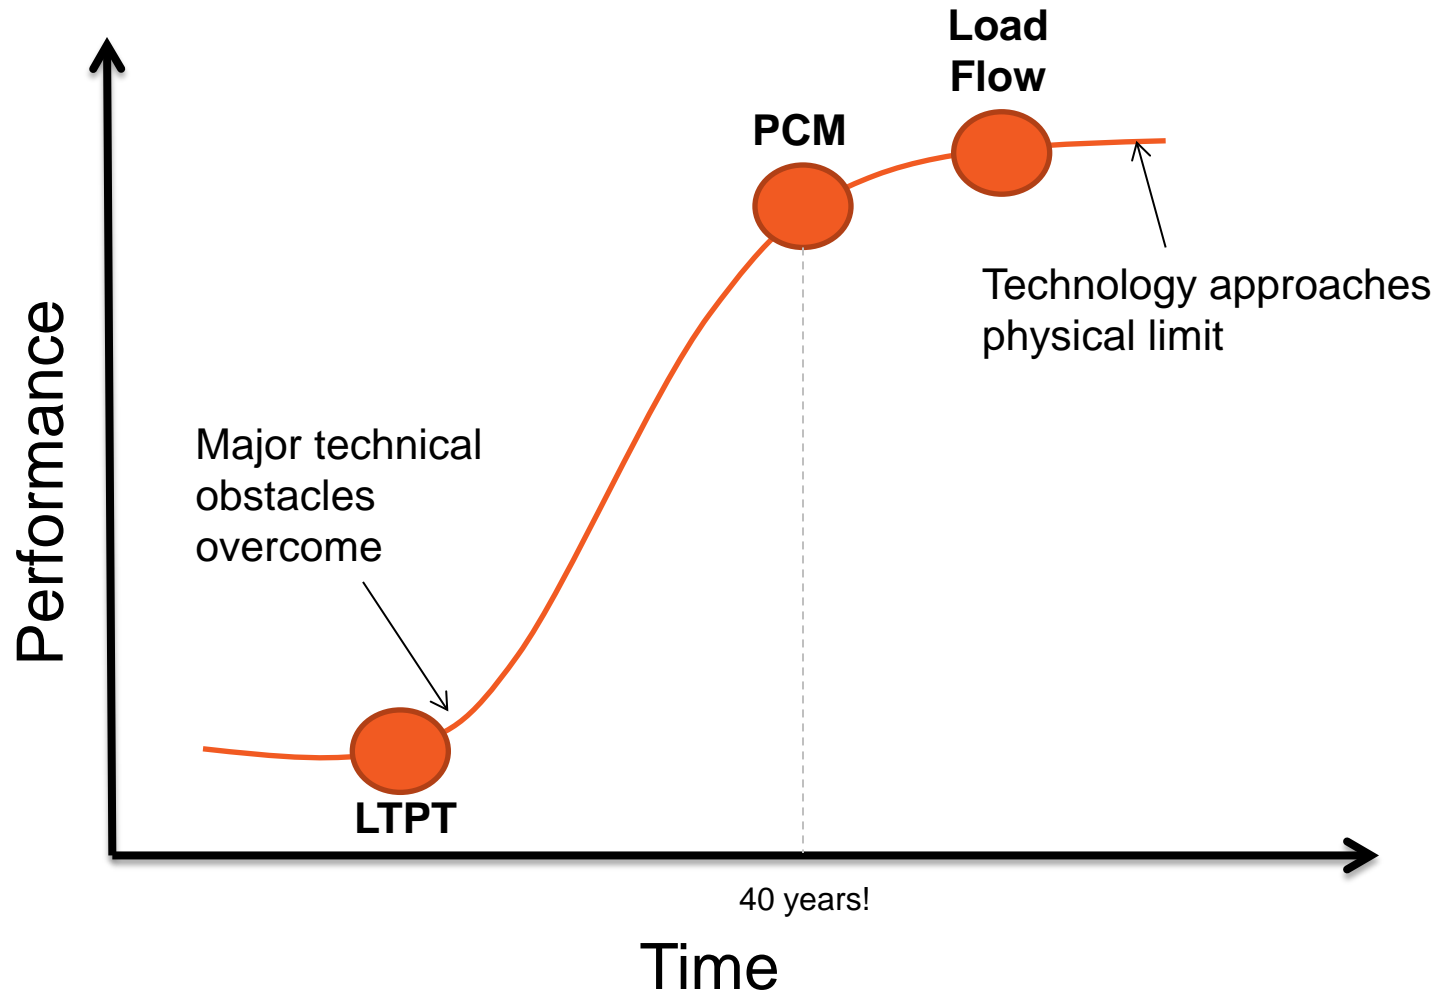 Load
Flow
PCM
Technology approaches
physical limit
Major technical
obstacles
overcome
LTPT
Performance
40 years!
Time